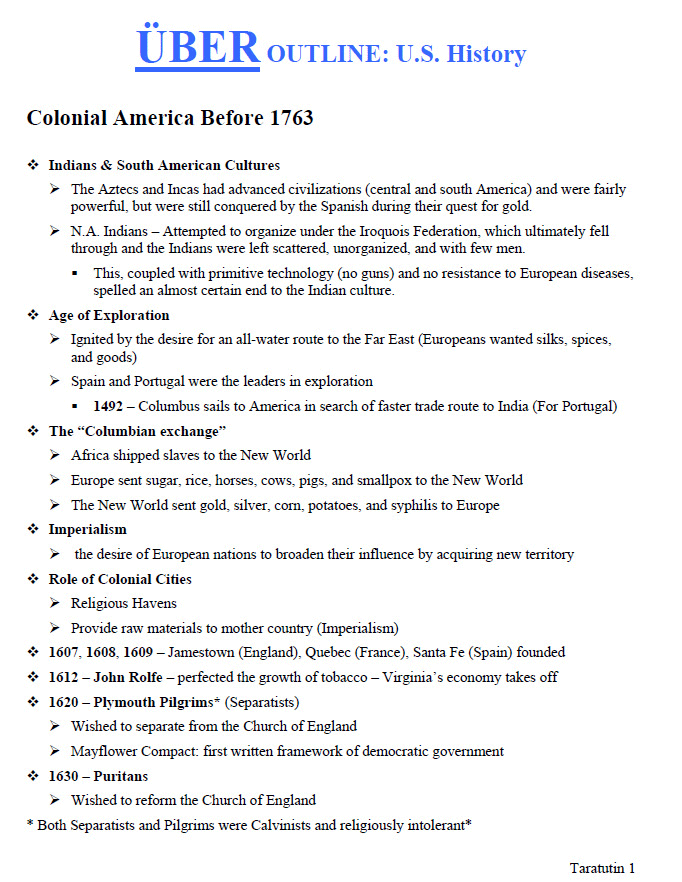 ÜBER OUTLINE: U.S. History
Colonial America Before 1763
❖ Indians & South American Cultures
➢ The Aztecs and Incas had advanced civilizations (central and south America) and were fairly
powerful, but were still conquered by the Spanish during their quest for gold.
➢ N.A. Indians – Attempted to organize under the Iroquois Federation, which ultimately fell
through and the Indians were left scattered, unorganized, and with few men.
▪ This, coupled with primitive technology (no guns) and no resistance to European diseases,
spelled an almost certain end to the Indian culture.
❖ Age of Exploration
➢ Ignited by the desire for an all-water route to the Far East (Europeans wanted silks, spices,
and goods)
➢ Spain and Portugal were the leaders in exploration
▪ 1492 – Columbus sails to America in search of faster trade route to India (For Portugal)
❖ The “Columbian exchange”
➢ Africa shipped slaves to the New World
➢ Europe sent sugar, rice, horses, cows, pigs, and smallpox to the New World
➢ The New World sent gold, silver, corn, potatoes, and syphilis to Europe
❖ Imperialism
➢ the desire of European nations to broaden their influence by acquiring new territory
❖ Role of Colonial Cities
➢ Religious Havens
➢ Provide raw materials to mother country (Imperialism)
❖ 1607, 1608, 1609 – Jamestown (England), Quebec (France), Santa Fe (Spain) founded
❖ 1612 – John Rolfe – perfected the growth of tobacco – Virginia’s economy takes off
❖ 1620 – Plymouth Pilgrims* (Separatists)
➢ Wished to separate from the Church of England
➢ Mayflower Compact: first written framework of democratic government
❖ 1630 – Puritans
➢ Wished to reform the Church of England
* Both Separatists and Pilgrims were Calvinists and religiously intolerant*
Taratutin 1